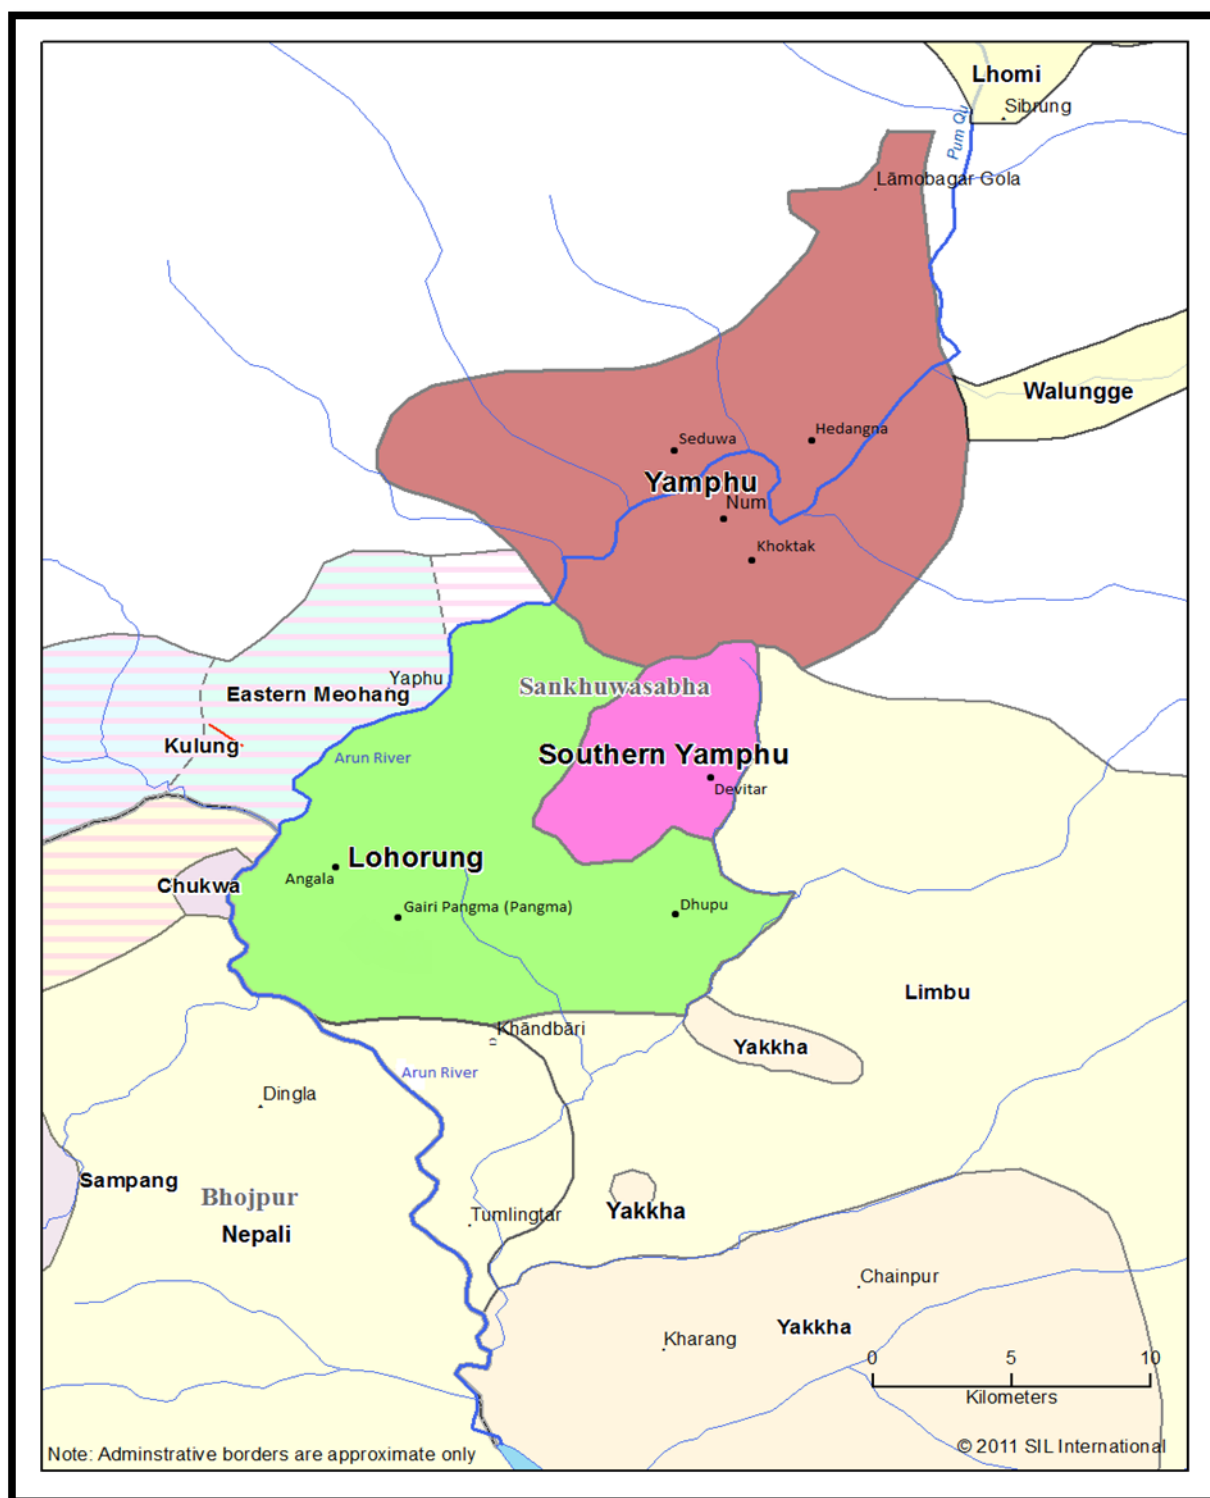 Lhomi
Sibrung
Pum Qu
Lāmobagar Gola
Walungge
Hedangna
Seduwa
Yamphu
Num
Khoktak
Yaphu
Sankhuwasabha
Eastern Meohang
Kulung
Arun River
Southern Yamphu
Devitar
Lohorung
Angala
Chukwa
Gairi Pangma (Pangma)
Dhupu
Limbu
Khāndbāri
Yakkha
Arun River
Dingla
Sampang
Bhojpur
Nepali
Tumlingtar
Yakkha
Chainpur
Yakkha
Kharang
0 5 10
Kilometers
Note: Adminstrative borders are approximate only
© 2011 SIL International